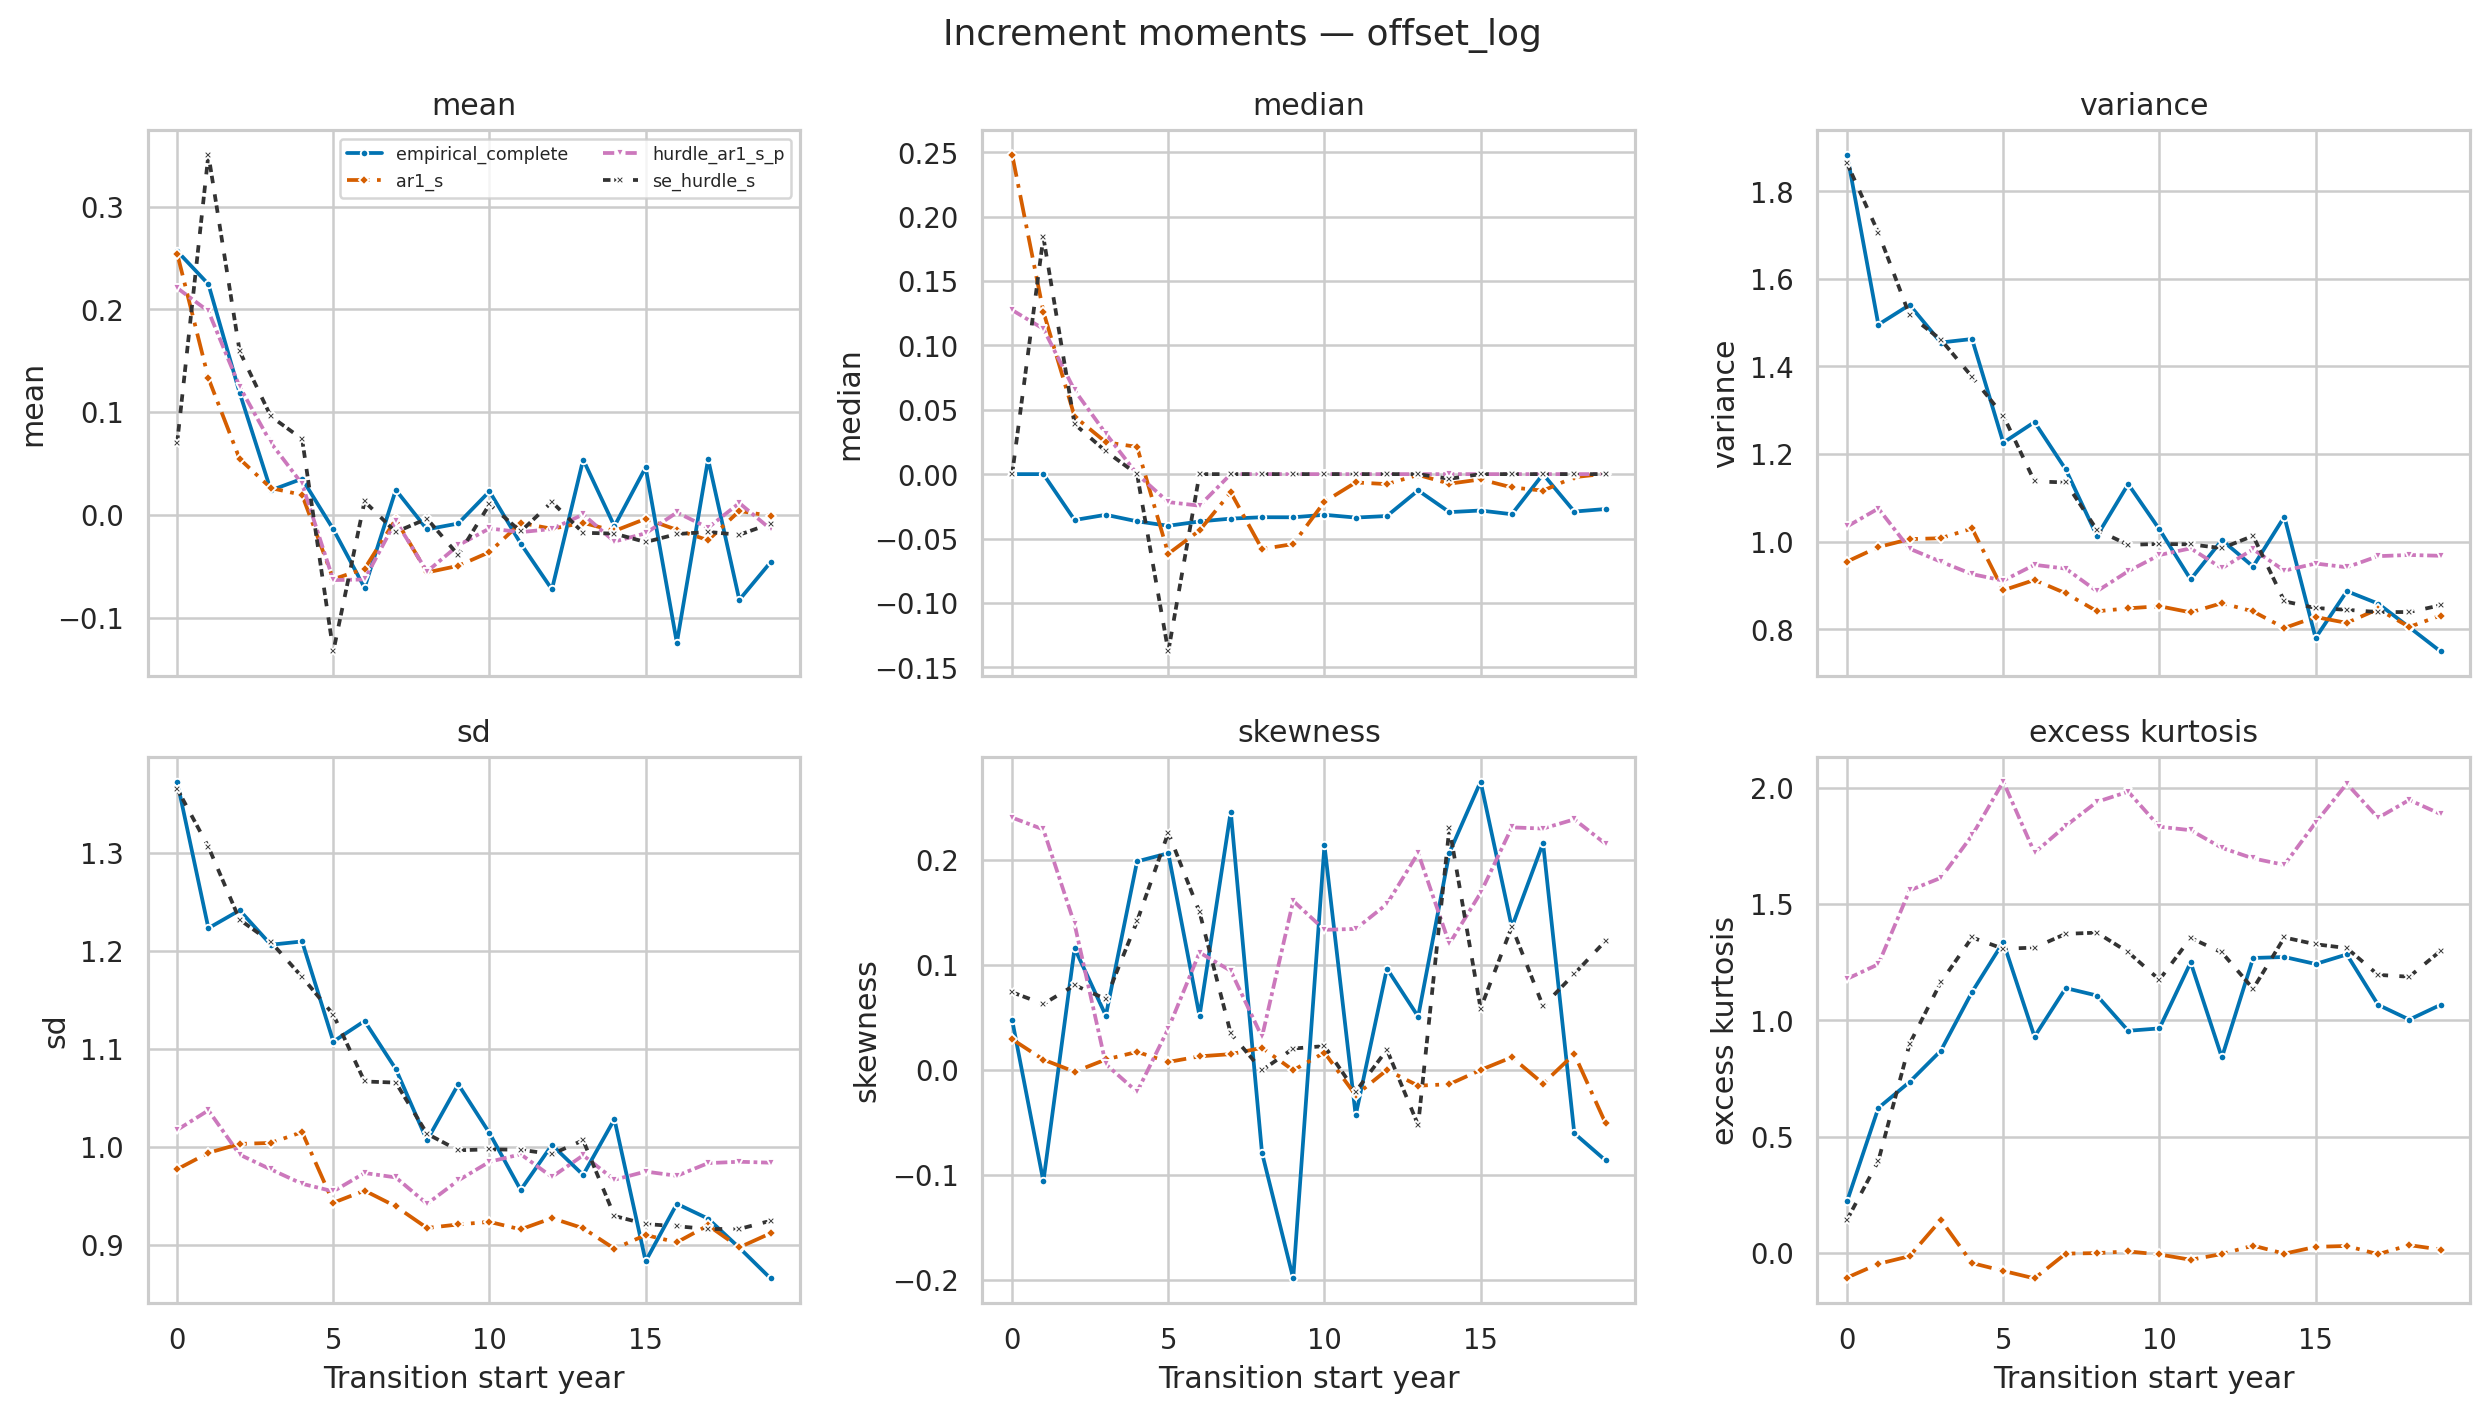 Increment moments — offset_log
mean
median
variance
empirical_complete
ar1_s
hurdle_ar1_s_p
se_hurdle_s
mean
0.3
0.2
0.1
0.0
−0.1
median
0.25
0.20
0.15
0.10
0.05
0.00
−0.05
−0.10
−0.15
variance
1.8
1.6
1.4
1.2
1.0
0.8
sd
skewness
excess kurtosis
sd
1.3
1.2
1.1
1.0
0.9
0 5 10 15
Transition start year
skewness
0.2
0.1
0.0
−0.1
−0.2
0 5 10 15
Transition start year
excess kurtosis
2.0
1.5
1.0
0.5
0.0
0 5 10 15
Transition start year